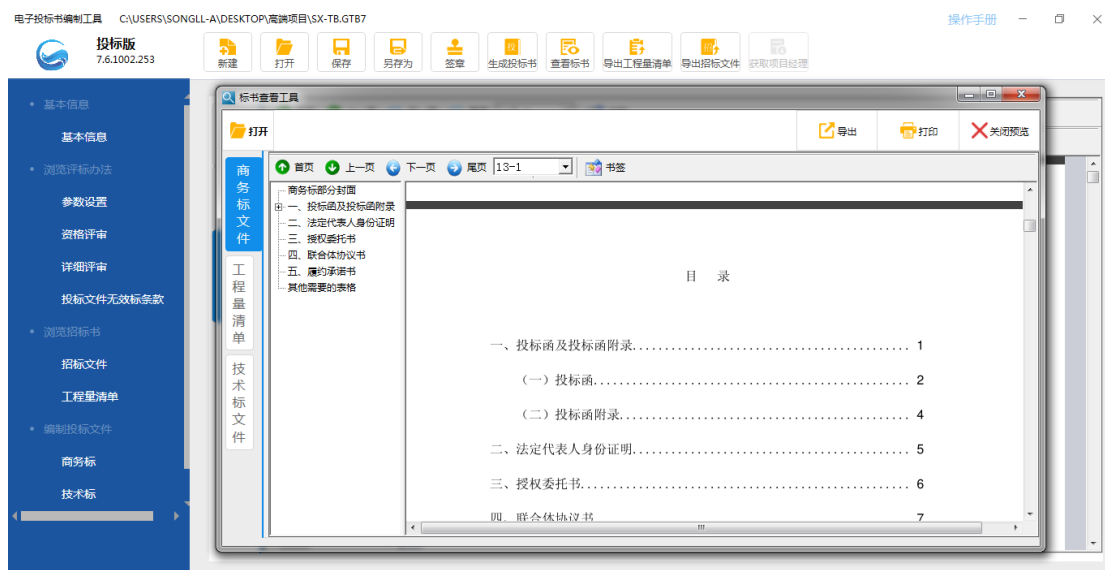 电子投标书编制工具 C:\USERS\SONGLL-A\DESKTOP\高端项目\SX-TB.GTB7 操作手册
投标版
7.6.1002.253
新建 打开 保存 另存为 签章 生成投标书 查看标书 导出工程量清单 导出招标文件 获取项目经理
基本信息
基本信息
浏览评标办法
参数设置
资格评审
详细评审
投标文件无效标条款
浏览招标书
招标文件
工程量清单
编制投标文件
商务标
技术标
标书查看工具
打开 导出 打印 关闭预览
商务标文件
工程量清单
技术标文件
首页 上一页 下一页 尾页 13-1 书签
商务标部分封面
一、投标函及投标函附录
二、法定代表人身份证明
三、授权委托书
四、联合体协议书
五、履约承诺书
其他需要的表格
目 录
一、投标函及投标函附录........................................ 1
（一）投标函............................................. 2
（二）投标函附录......................................... 4
二、法定代表人身份证明........................................ 5
三、授权委托书................................................ 6
四、联合体协议书 7